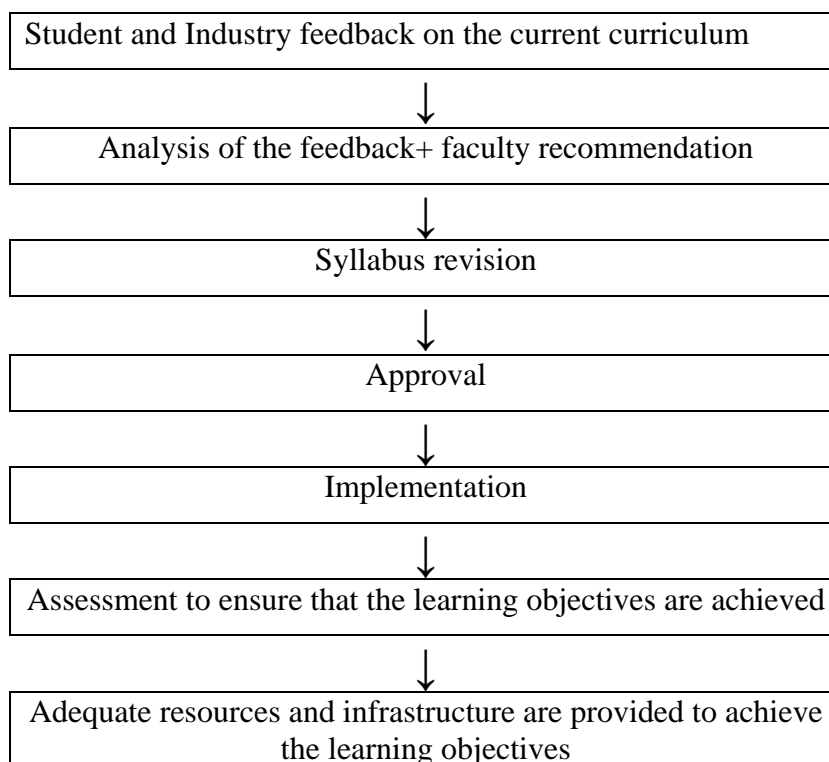 Student and Industry feedback on the current curriculum
Analysis of the feedback+ faculty recommendation
Syllabus revision
Approval
Implementation
Assessment to ensure that the learning objectives are achieved
Adequate resources and infrastructure are provided to achieve
the learning objectives